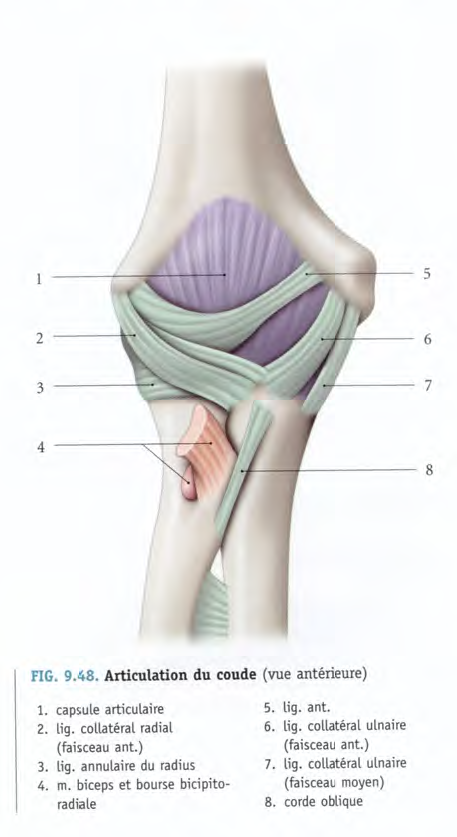 1
2
3
4
5
6
7
8
FIG. 9.48. Articulation du coude (vue antérieure)
1. capsule articulaire
2. lig. collatéral radial
(faisceau ant.)
3. lig. annulaire du radius
4. m. biceps et bourse bicipito-
radiale
5. lig. ant.
6. lig. collatéral ulnaire
(faisceau ant.)
7. lig. collatéral ulnaire
(faisceau moyen)
8. corde oblique